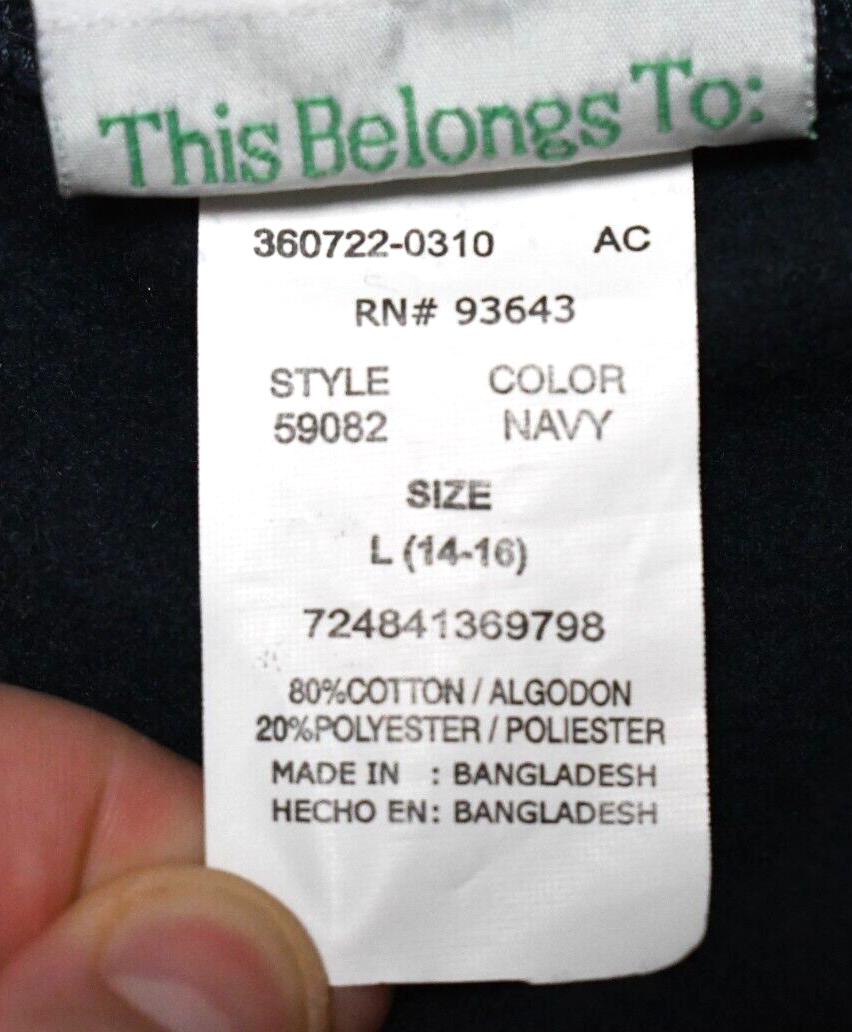 This Belongs To:
360722-0310 AC
RN# 93643
STYLE COLOR
59082 NAVY
SIZE
L (14-16)
724841369798
80%COTTON / ALGODON
20%POLYESTER / POLIESTER
MADE IN : BANGLADESH
HECHO EN: BANGLADESH